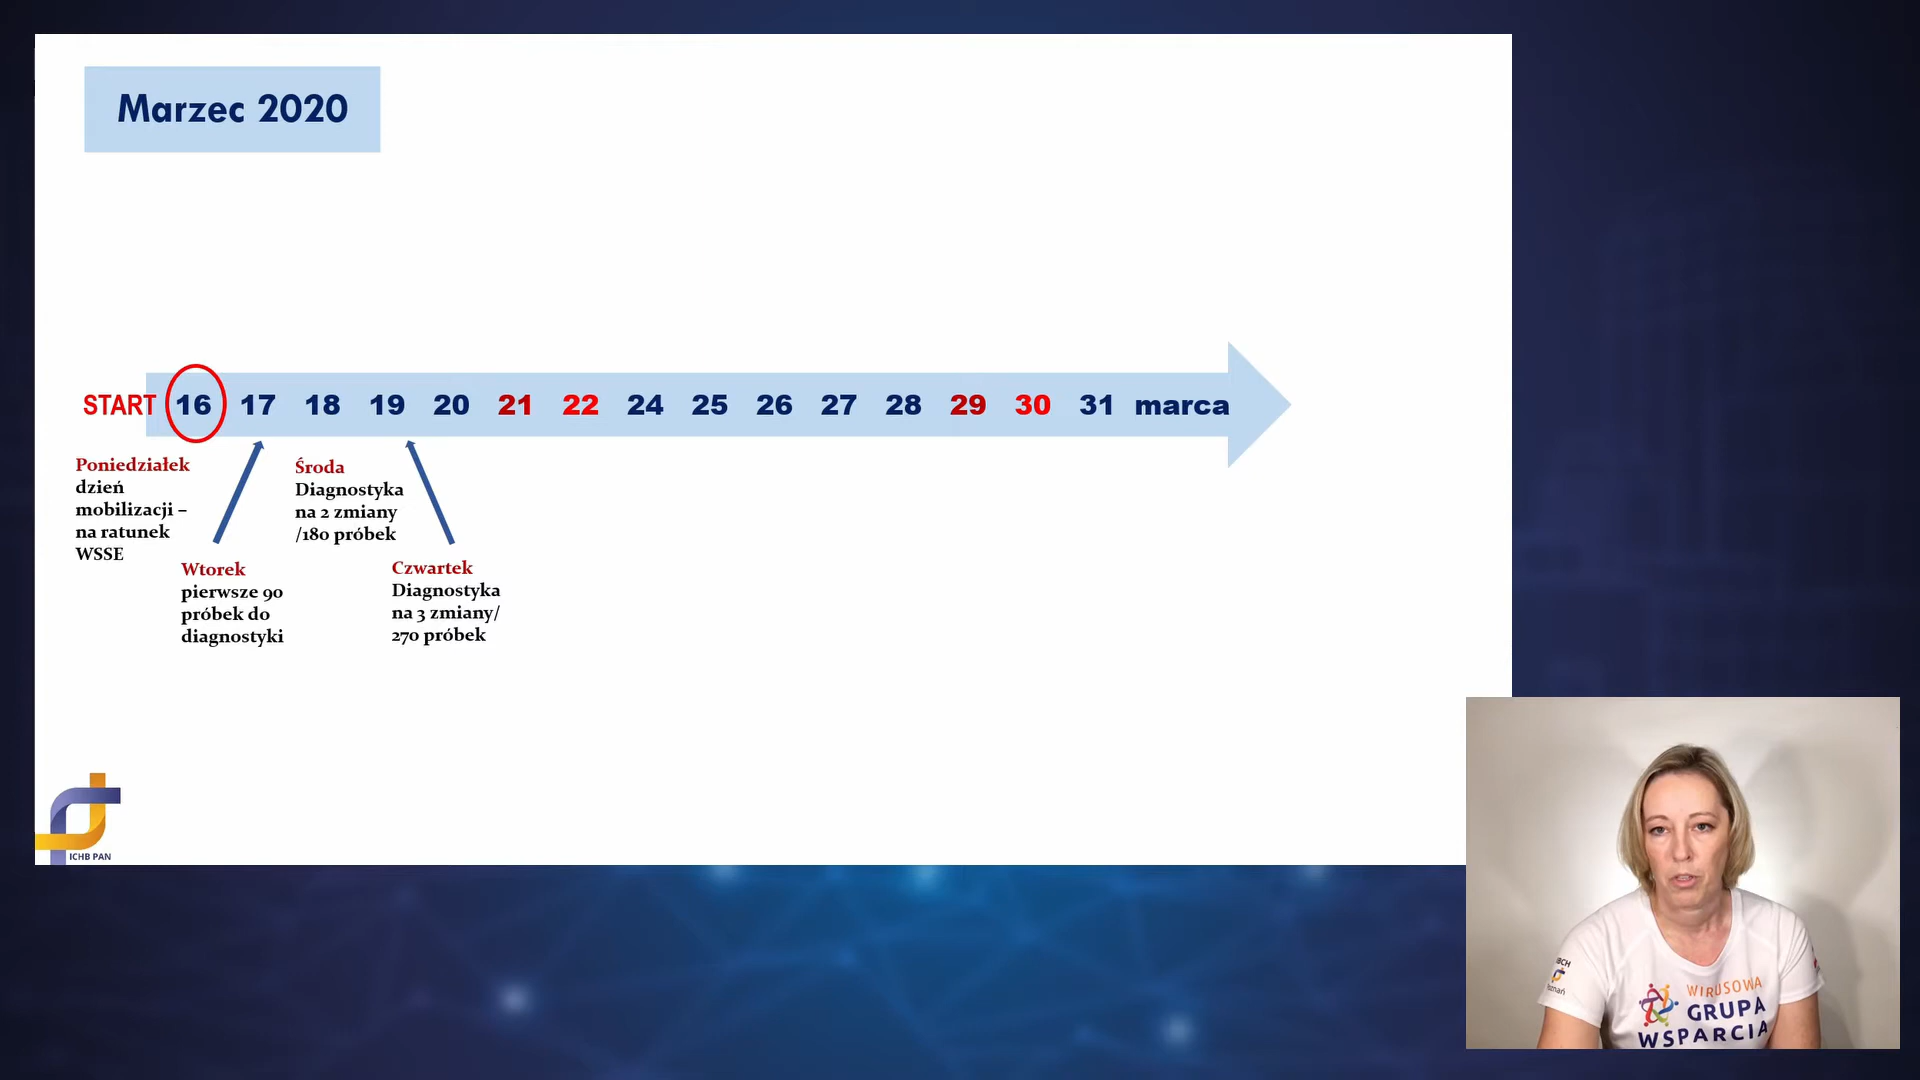 Marzec 2020
START 16 17 18 19 20 21 22 24 25 26 27 28 29 30 31 marca
Poniedziałek
dzień
mobilizacji –
na ratunek
WSSE
Wtorek
pierwsze 90
próbek do
diagnostyki
Środa
Diagnostyka
na 2 zmiany
/180 próbek
Czwartek
Diagnostyka
na 3 zmiany/
270 próbek
ICHB PAN
WIRUSOWA
GRUPA
WSPARCIA